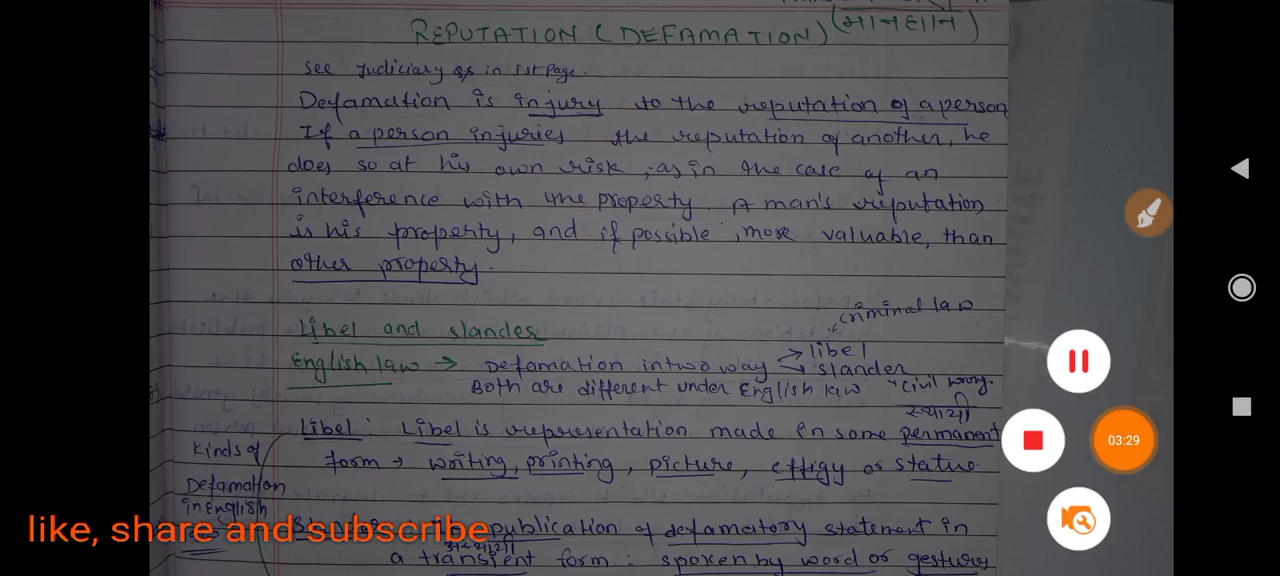 REPUTATION (DEFAMATION) (मानहानि)
See Judiciary Qs in Ist Page.
Defamation is injury to the reputation of a person
If a person injuries the reputation of another, he
does so at his own risk, as in the case of an
interference with the property. A man's reputation
is his property, and if possible, more valuable, than
other property.
Libel and slander
criminal law
English law → Defamation in two way → libel
→ slander
Both are different under English law
civil wrong.
स्थायी
Libel : Libel is representation made in some permanent
form → writing, printing, picture, effigy or statue.
Kinds of
Defamation
in English
publication of defamatory statement in
अस्थायी
a transient form : spoken by word or gestures
like, share and subscribe
03:29